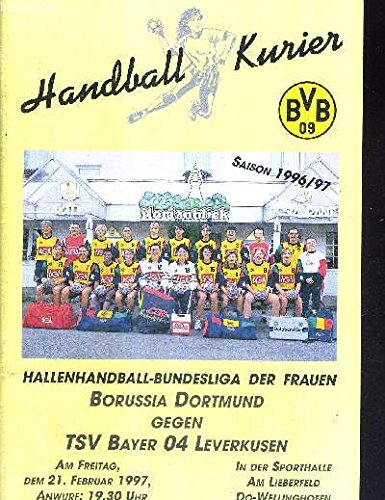 Handball Kurier
BVB
09
SAISON 1996/97
HALLENHANDBALL-BUNDESLIGA DER FRAUEN
BORUSSIA DORTMUND
GEGEN
TSV BAYER 04 LEVERKUSEN
AM FREITAG,
DEM 21. FEBRUAR 1997,
ANWURF: 19.30 UHR
IN DER SPORTHALLE
AM LIEBERFELD
DO-WELLINGHOFEN